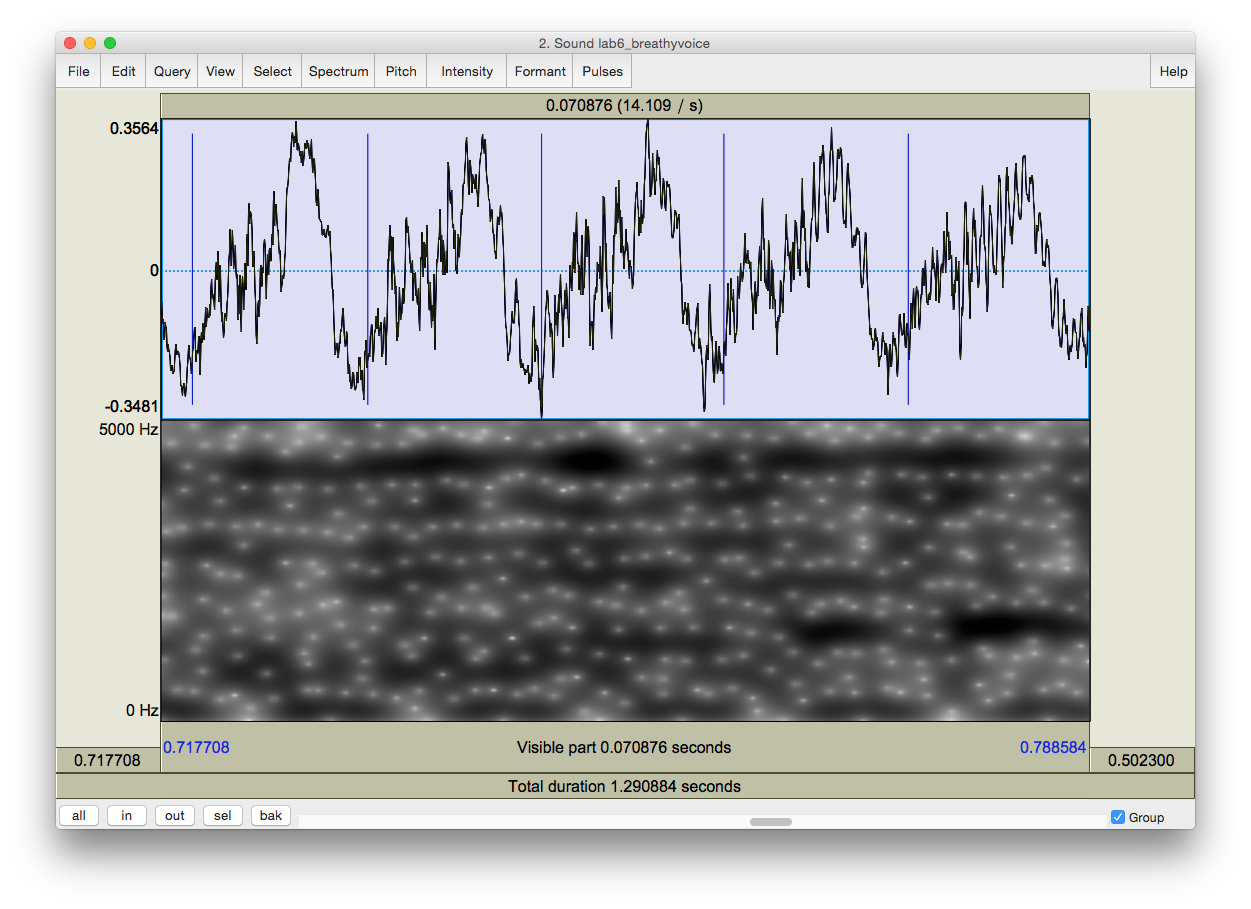 2. Sound lab6_breathyvoice
File Edit Query View Select Spectrum Pitch Intensity Formant Pulses Help
0.070876 (14.109 / s)
0.3564
0
-0.3481
5000 Hz
0 Hz
0.717708 Visible part 0.070876 seconds 0.788584
0.717708 0.502300
Total duration 1.290884 seconds
all in out sel bak Group